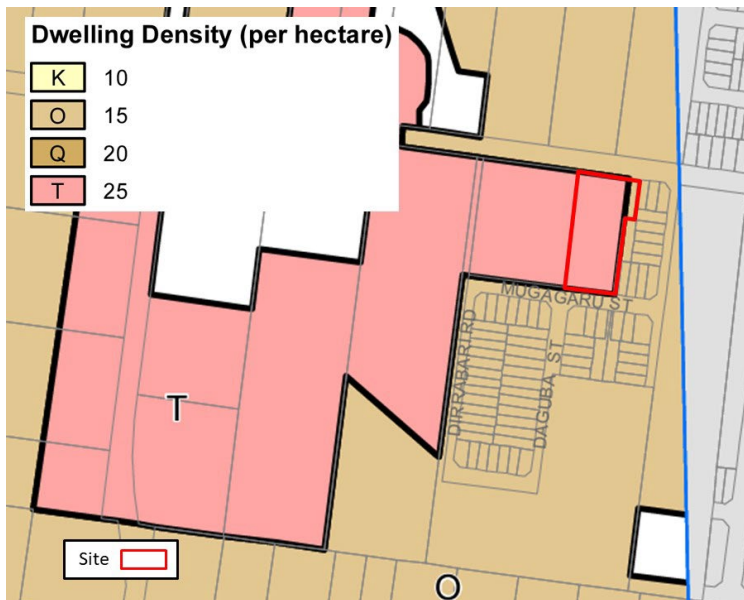 Dwelling Density (per hectare)
K 10
O 15
Q 20
T 25
MUGAGARU ST
DIRRABARI RD
DAGUBA ST
T
Site
O